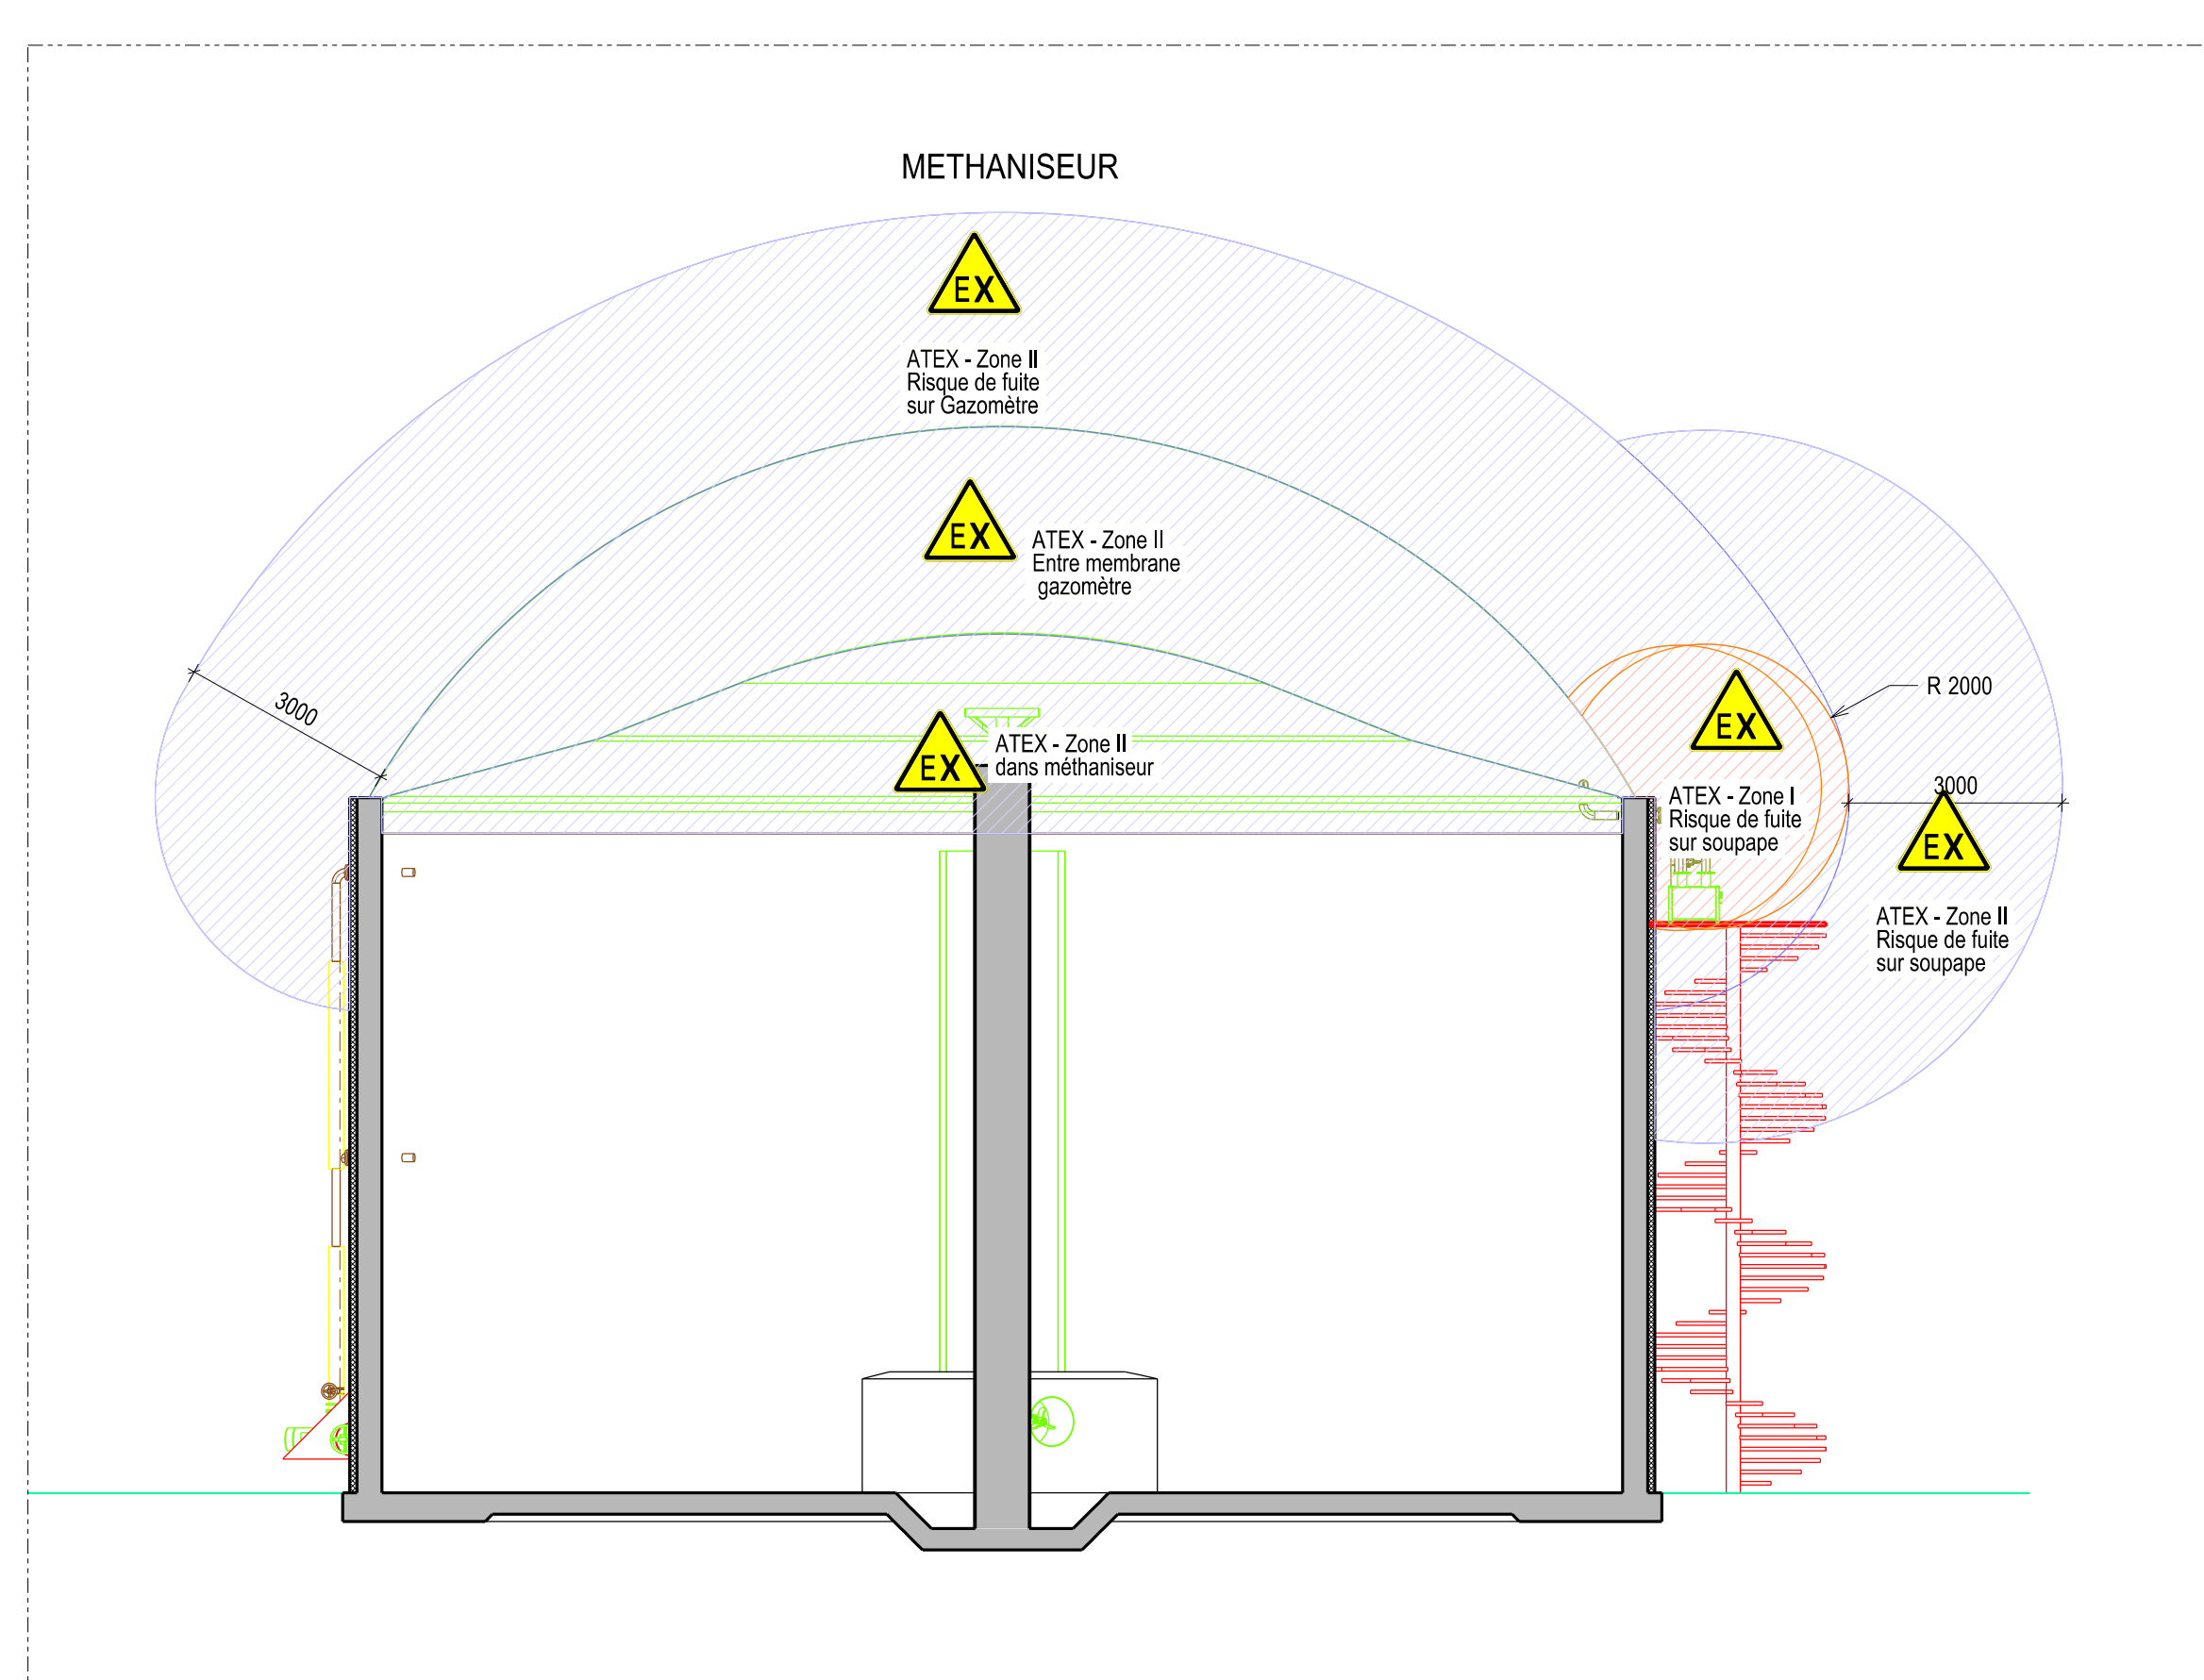 METHANISEUR
EX
ATEX - Zone II
Risque de fuite
sur Gazomètre
EX
ATEX - Zone II
Entre membrane
gazomètre
3000
EX
ATEX - Zone II
dans méthaniseur
EX
R 2000
ATEX - Zone I
Risque de fuite
sur soupape
3000
EX
ATEX - Zone II
Risque de fuite
sur soupape